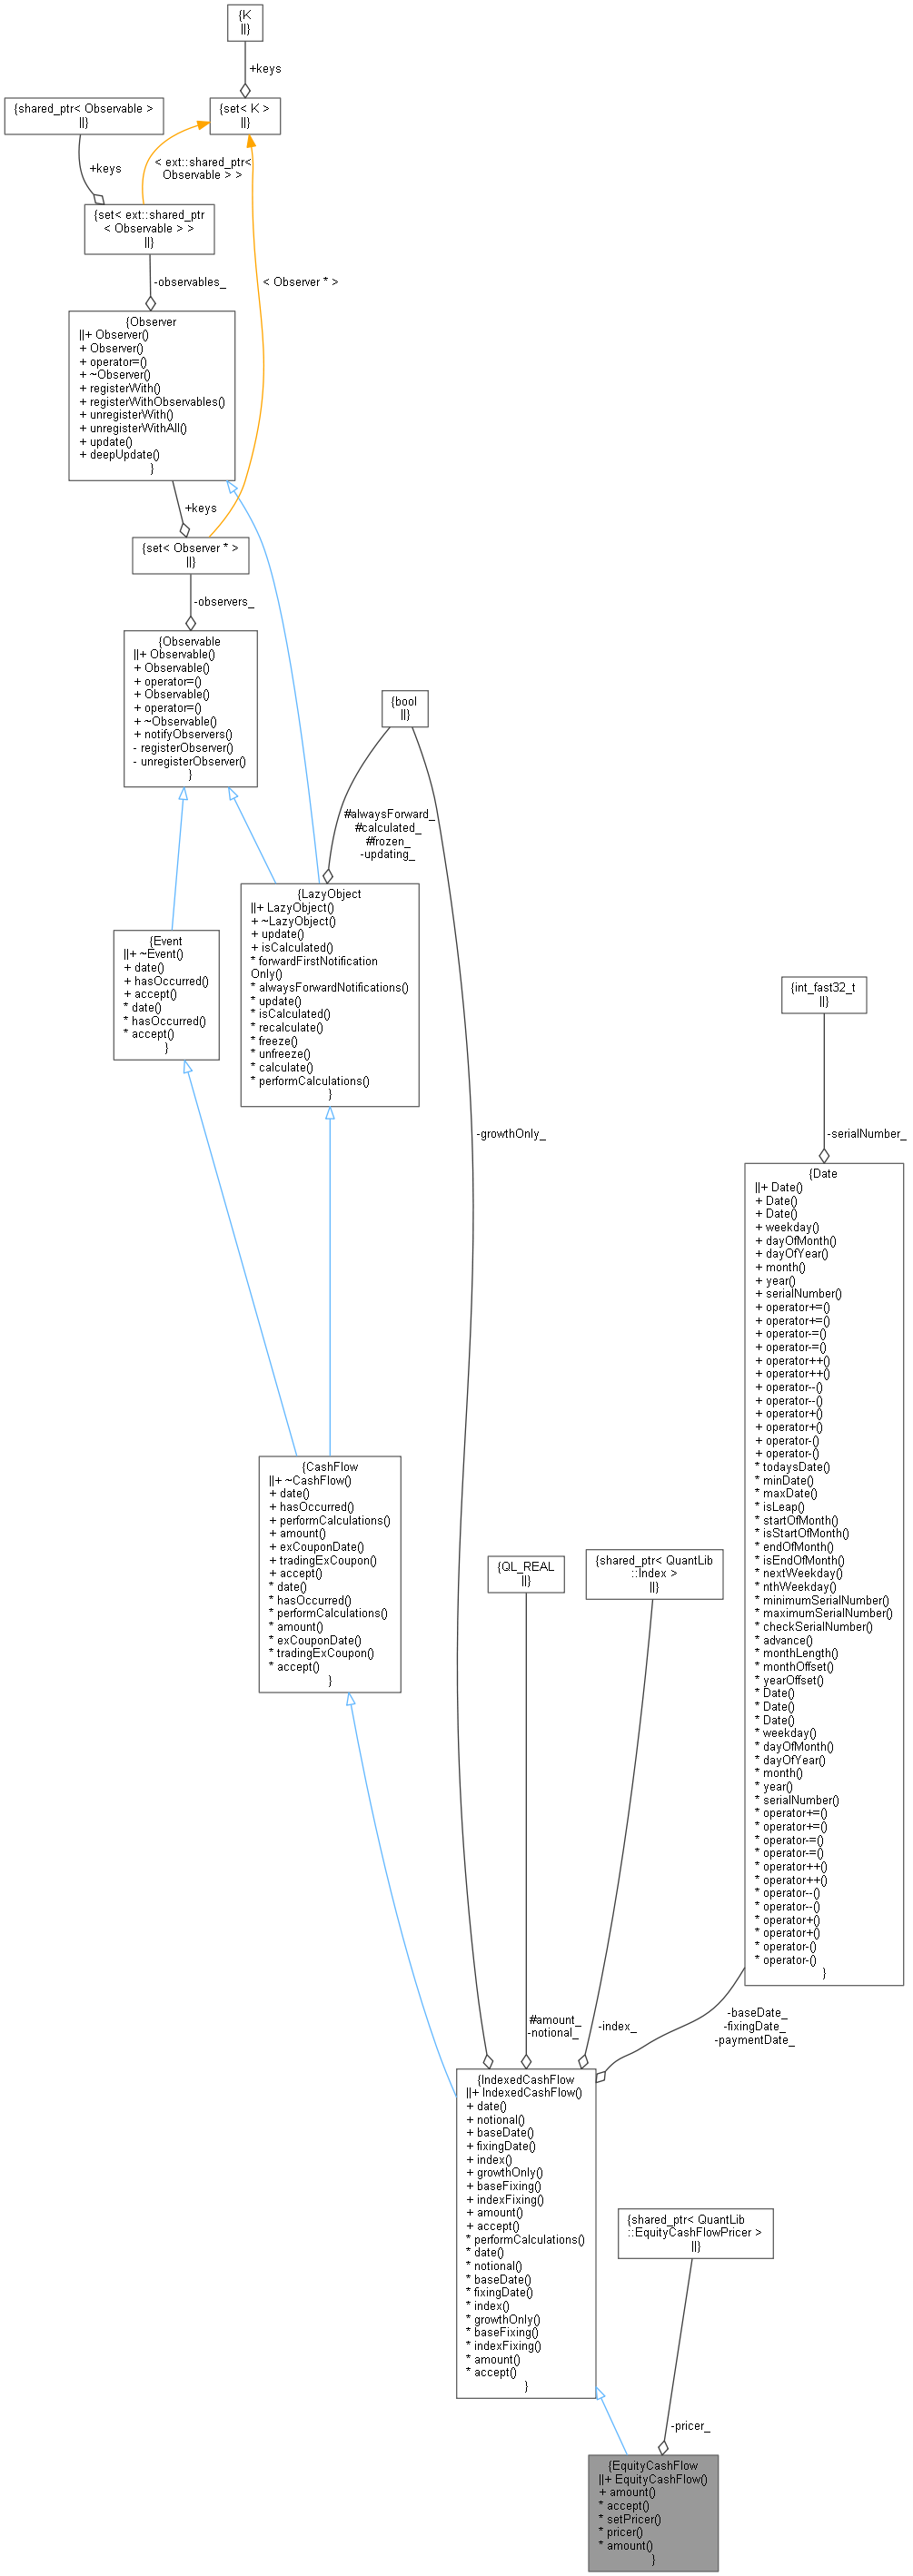 {K
||}
+keys
{shared_ptr< Observable >
||}
{set< K >
||}
+keys
< ext::shared_ptr<
Observable > >
{set< ext::shared_ptr
< Observable > >
||}
-observables_
< Observer * >
{Observer
||+ Observer()
+ Observer()
+ operator=()
+ ~Observer()
+ registerWith()
+ registerWithObservables()
+ unregisterWith()
+ unregisterWithAll()
+ update()
+ deepUpdate()
}
+keys
{set< Observer * >
||}
-observers_
{Observable
||+ Observable()
+ Observable()
+ operator=()
+ Observable()
+ operator=()
+ ~Observable()
+ notifyObservers()
- registerObserver()
- unregisterObserver()
}
{bool
||}
#alwaysForward_
#calculated_
#frozen_
-updating_
{LazyObject
||+ LazyObject()
+ ~LazyObject()
+ update()
+ isCalculated()
* forwardFirstNotification
Only()
* alwaysForwardNotifications()
* update()
* isCalculated()
* recalculate()
* freeze()
* unfreeze()
* calculate()
* performCalculations()
}
{Event
||+ ~Event()
+ date()
+ hasOccurred()
+ accept()
* date()
* hasOccurred()
* accept()
}
{int_fast32_t
||}
-growthOnly_
-serialNumber_
{Date
||+ Date()
+ Date()
+ Date()
+ weekday()
+ dayOfMonth()
+ dayOfYear()
+ month()
+ year()
+ serialNumber()
+ operator+=()
+ operator+=()
+ operator-=()
+ operator-=()
+ operator++()
+ operator++()
+ operator--()
+ operator--()
+ operator+()
+ operator+()
+ operator-()
+ operator-()
* todaysDate()
* minDate()
* maxDate()
* isLeap()
* startOfMonth()
* isStartOfMonth()
* endOfMonth()
* isEndOfMonth()
* nextWeekday()
* nthWeekday()
* minimumSerialNumber()
* maximumSerialNumber()
* checkSerialNumber()
* advance()
* monthLength()
* monthOffset()
* yearOffset()
* Date()
* Date()
* Date()
* weekday()
* dayOfMonth()
* dayOfYear()
* month()
* year()
* serialNumber()
* operator+=()
* operator+=()
* operator-=()
* operator-=()
* operator++()
* operator++()
* operator--()
* operator--()
* operator+()
* operator+()
* operator-()
* operator-()
}
{CashFlow
||+ ~CashFlow()
+ date()
+ hasOccurred()
+ performCalculations()
+ amount()
+ exCouponDate()
+ tradingExCoupon()
+ accept()
* date()
* hasOccurred()
* performCalculations()
* amount()
* exCouponDate()
* tradingExCoupon()
* accept()
}
{QL_REAL
||}
{shared_ptr< QuantLib
::Index >
||}
#amount_
-notional_
-index_
-baseDate_
-fixingDate_
-paymentDate_
{IndexedCashFlow
||+ IndexedCashFlow()
+ date()
+ notional()
+ baseDate()
+ fixingDate()
+ index()
+ growthOnly()
+ baseFixing()
+ indexFixing()
+ amount()
+ accept()
* performCalculations()
* date()
* notional()
* baseDate()
* fixingDate()
* index()
* growthOnly()
* baseFixing()
* indexFixing()
* amount()
* accept()
}
{shared_ptr< QuantLib
::EquityCashFlowPricer >
||}
-pricer_
{EquityCashFlow
||+ EquityCashFlow()
+ amount()
* accept()
* setPricer()
* pricer()
* amount()
}